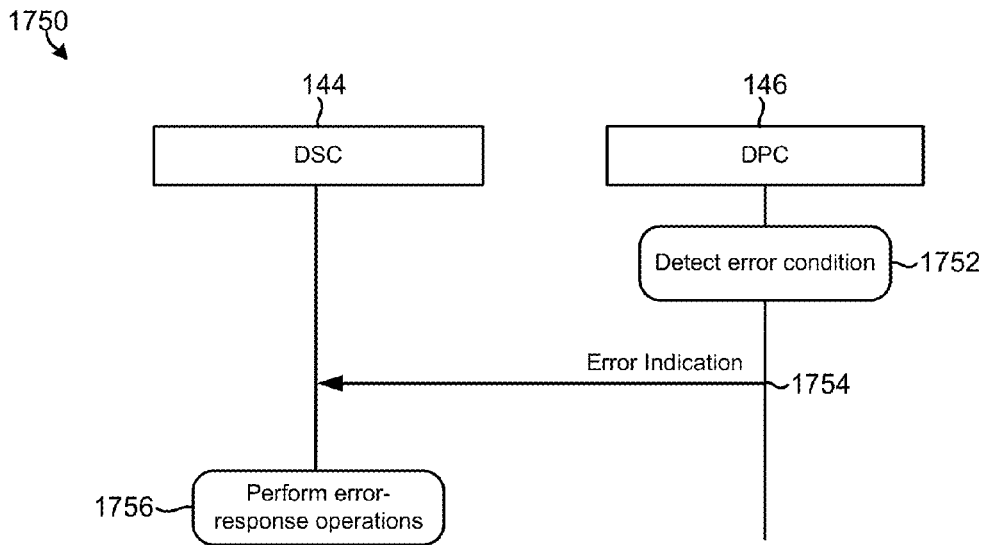 1750
144
146
DSC
DPC
Detect error condition
1752
Error Indication
1754
1756
Perform error-
response operations